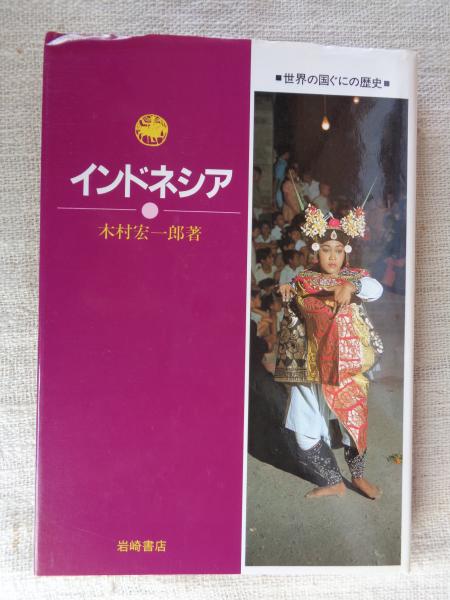 ■世界の国ぐにの歴史■
インドネシア
木村宏一郎著
岩崎書店